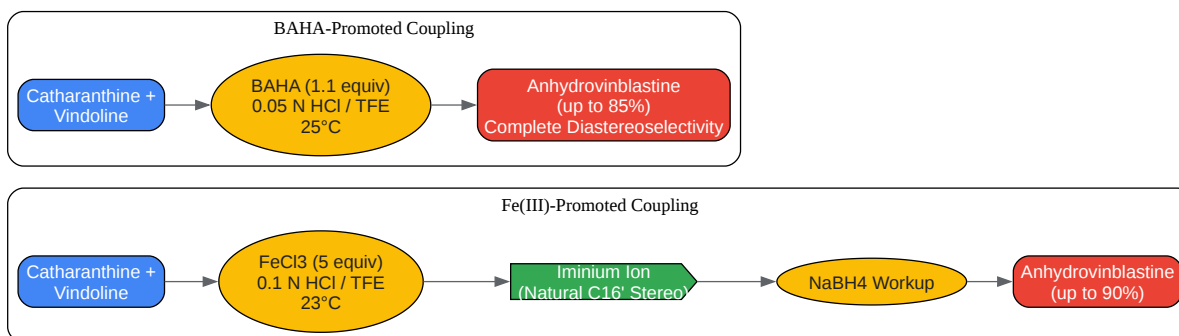 BAHA-Promoted Coupling
Catharanthine +
Vindoline
BAHA (1.1 equiv)
0.05 N HCl / TFE
25°C
Anhydrovinblastine
(up to 85%)
Complete Diastereoselectivity
Fe(III)-Promoted Coupling
Catharanthine +
Vindoline
FeCl3 (5 equiv)
0.1 N HCl / TFE
23°C
Iminium Ion
(Natural C16' Stereo)
NaBH4 Workup
Anhydrovinblastine
(up to 90%)